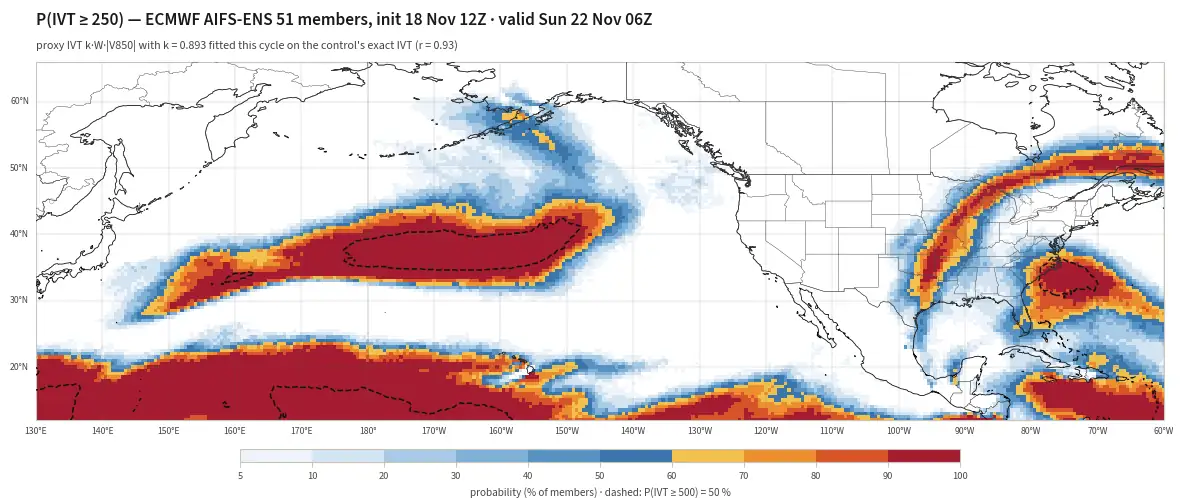 P(IVT ≥ 250) — ECMWF AIFS-ENS 51 members, init 18 Nov 12Z · valid Sun 22 Nov 06Z
proxy IVT k·W·|V850| with k = 0.893 fitted this cycle on the control's exact IVT (r = 0.93)
60°N
50°N
40°N
30°N
20°N
130°E 140°E 150°E 160°E 170°E 180° 170°W 160°W 150°W 140°W 130°W 120°W 110°W 100°W 90°W 80°W 70°W 60°W
5 10 20 30 40 50 60 70 80 90 100
probability (% of members) · dashed: P(IVT ≥ 500) = 50 %